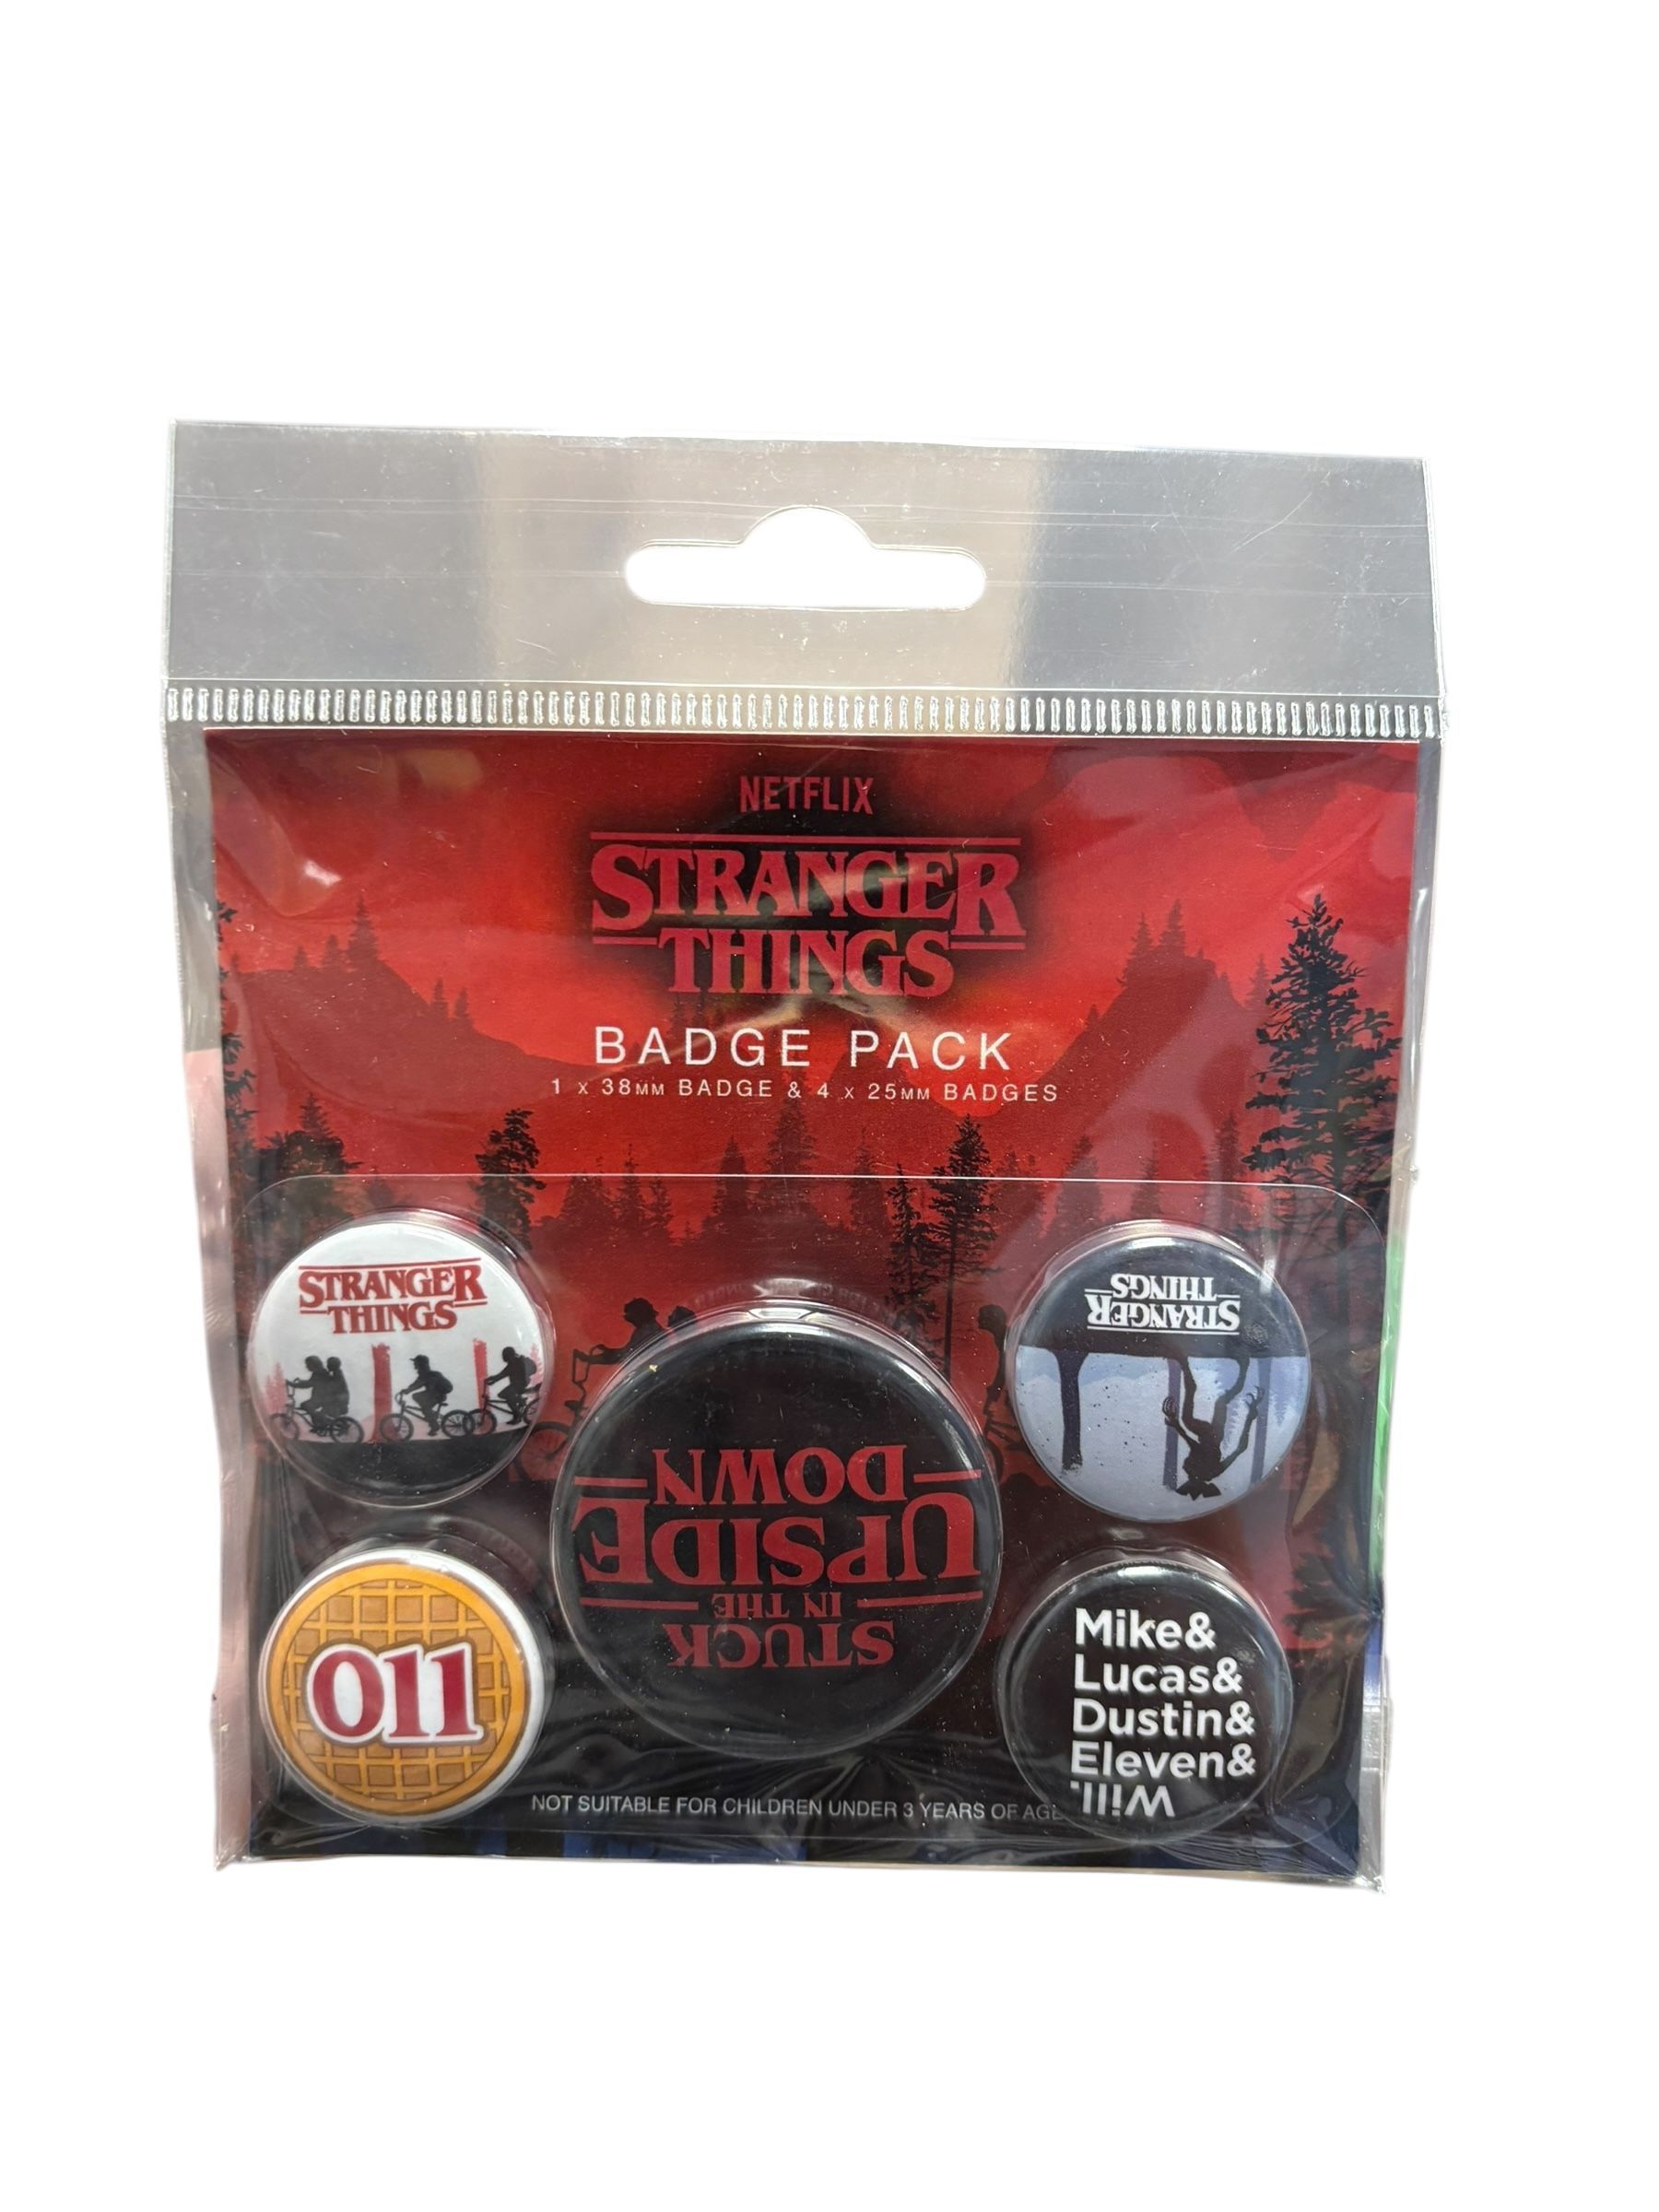 NETFLIX
STRANGER
THINGS
BADGE PACK
1 x 38MM BADGE & 4 x 25MM BADGES
STRANGER
THINGS
STRANGER
THINGS
STUCK
IN THE
UPSIDE
DOWN
011
Mike&
Lucas&
Dustin&
Eleven&
Will.
NOT SUITABLE FOR CHILDREN UNDER 3 YEARS OF AGE